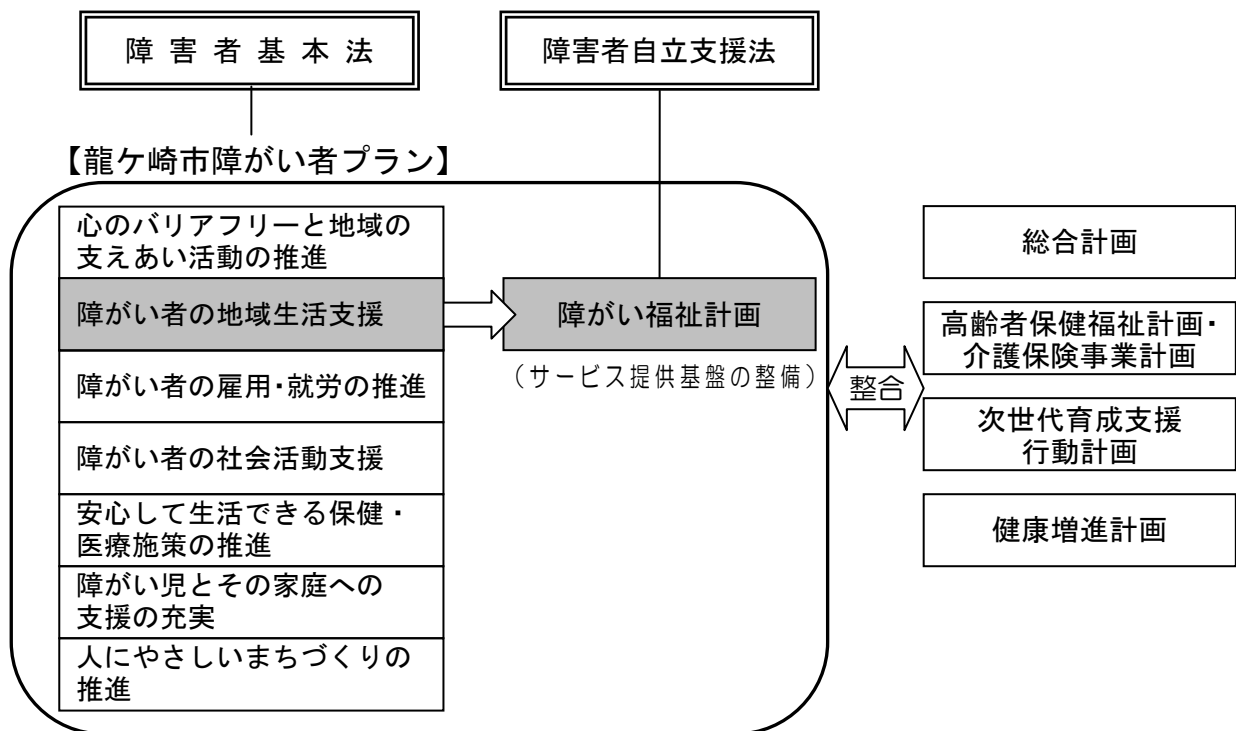 障害者基本法
障害者自立支援法
【龍ケ崎市障がい者プラン】
心のバリアフリーと地域の
支えあい活動の推進
障がい者の地域生活支援
障がい者の雇用・就労の推進
障がい者の社会活動支援
安心して生活できる保健・
医療施策の推進
障がい児とその家庭への
支援の充実
人にやさしいまちづくりの
推進
障がい福祉計画
（サービス提供基盤の整備）
整合
総合計画
高齢者保健福祉計画・
介護保険事業計画
次世代育成支援
行動計画
健康増進計画